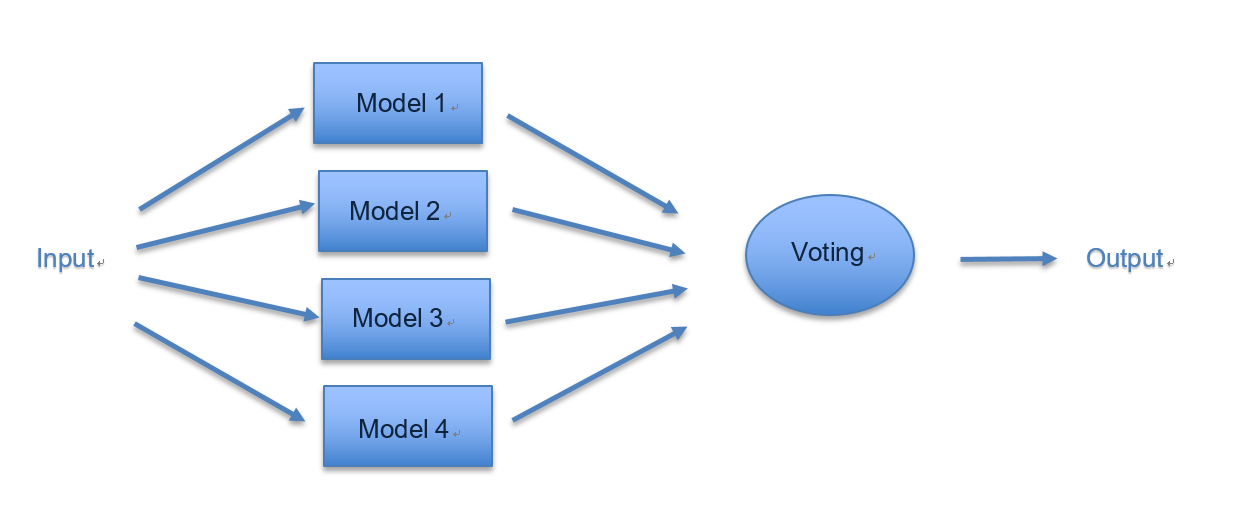 Model 1
Model 2
Input
Voting
Output
Model 3
Model 4